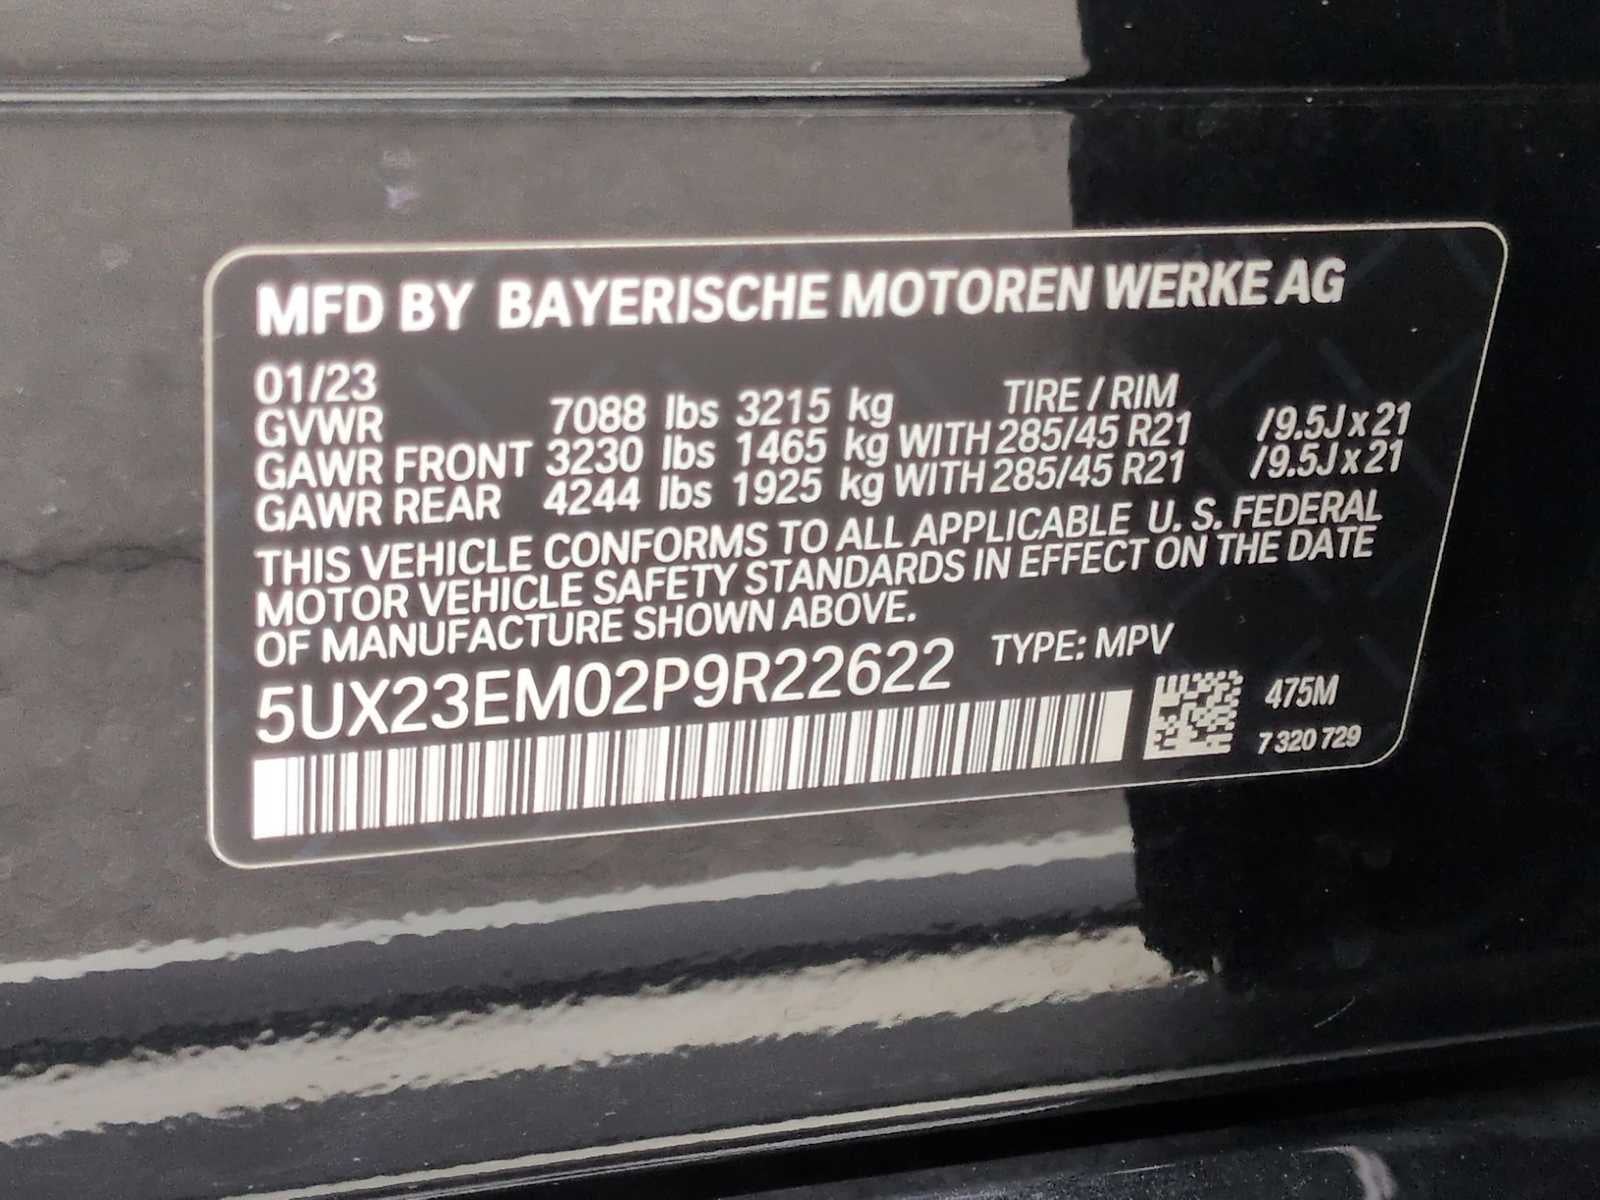 MFD BY BAYERISCHE MOTOREN WERKE AG
01/23 TIRE / RIM
GVWR 7088 lbs 3215 kg
GAWR FRONT 3230 lbs 1465 kg WITH 285/45 R21 /9.5J x 21
GAWR REAR 4244 lbs 1925 kg WITH 285/45 R21 /9.5J x 21
THIS VEHICLE CONFORMS TO ALL APPLICABLE U. S. FEDERAL
MOTOR VEHICLE SAFETY STANDARDS IN EFFECT ON THE DATE
OF MANUFACTURE SHOWN ABOVE.
5UX23EM02P9R22622 TYPE: MPV
475M
7 320 729